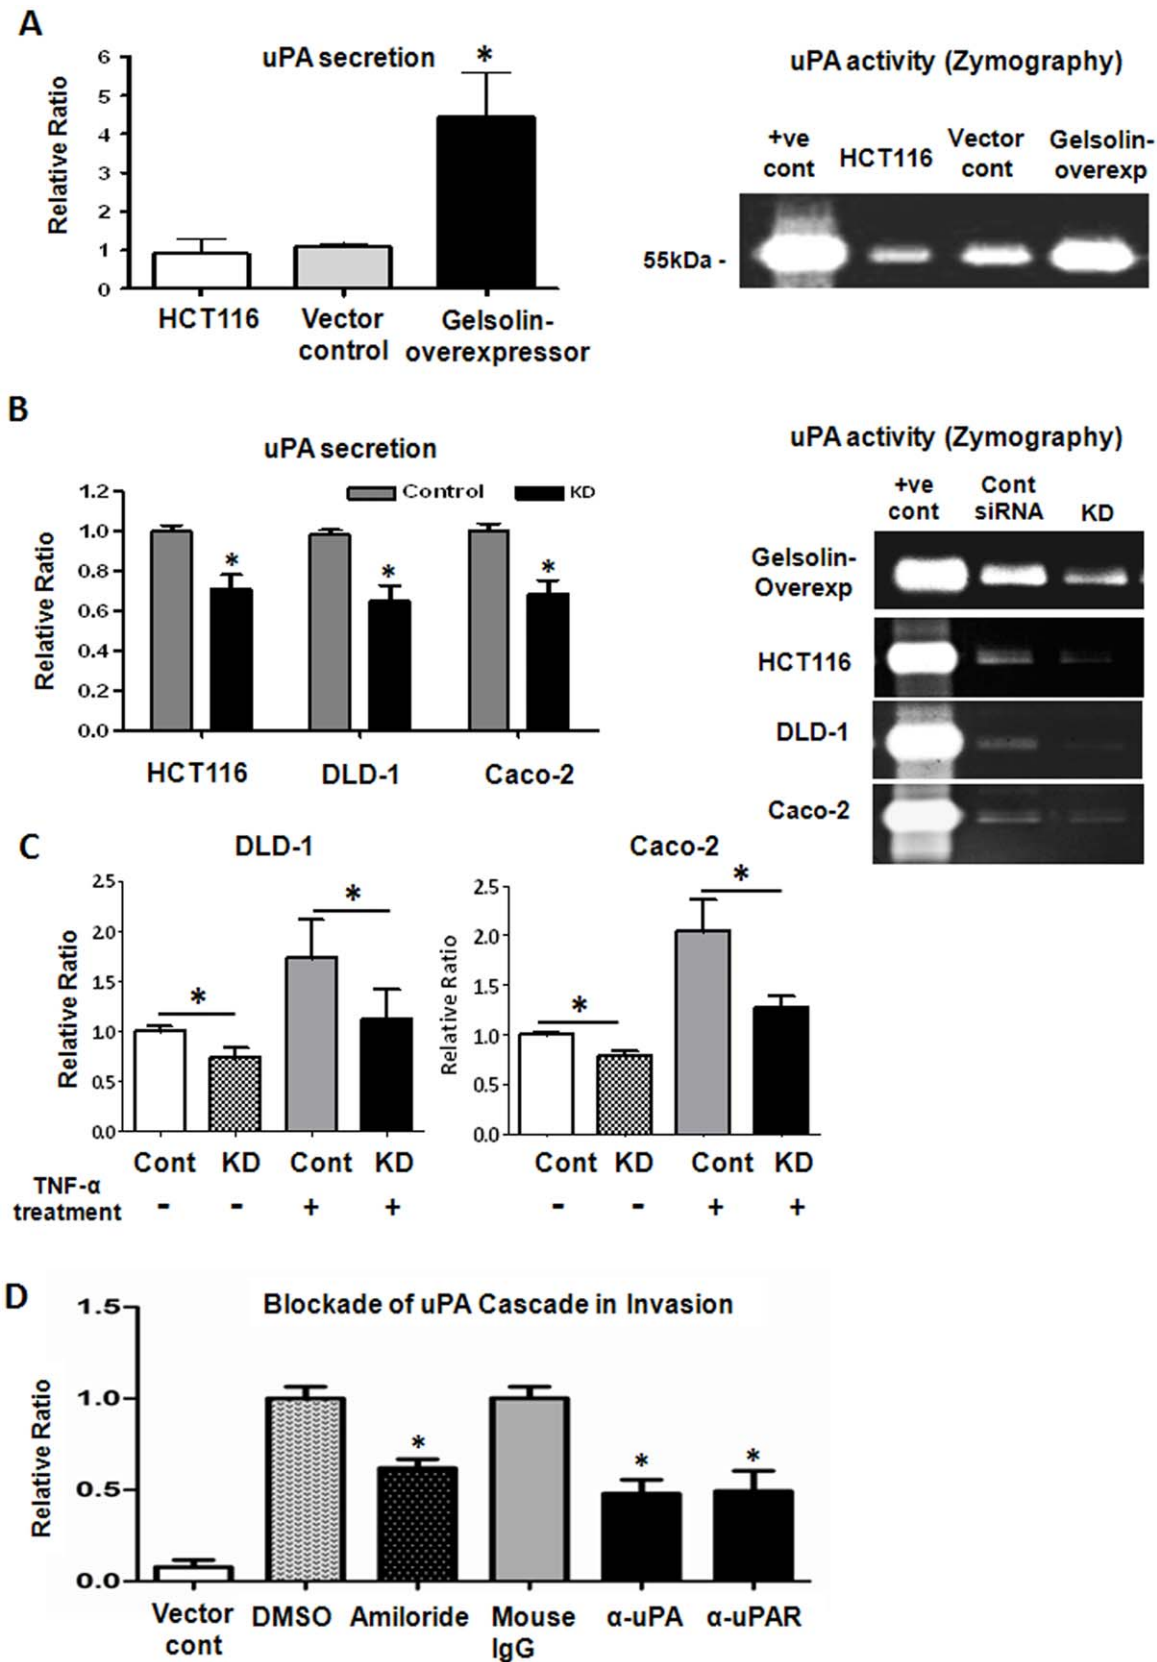 A
uPA secretion
*
Relative Ratio
6
5
4
3
2
1
0
HCT116
Vector control
Gelsolin-overexpressor
uPA activity (Zymography)
+ve cont
HCT116
Vector cont
Gelsolin-overexp
55kDa -
B
uPA secretion
Control
KD
Relative Ratio
1.2
1.0
0.8
0.6
0.4
0.2
0.0
*
*
*
HCT116
DLD-1
Caco-2
uPA activity (Zymography)
+ve cont
Cont siRNA
KD
Gelsolin-Overexp
HCT116
DLD-1
Caco-2
C
DLD-1
Relative Ratio
2.5
2.0
1.5
1.0
0.5
0.0
*
*
Cont KD Cont KD
Caco-2
Relative Ratio
2.5
2.0
1.5
1.0
0.5
0.0
*
*
Cont KD Cont KD
TNF-α treatment
- - + + - - + +
D
Blockade of uPA Cascade in Invasion
Relative Ratio
1.5
1.0
0.5
0.0
*
*
*
Vector cont
DMSO
Amiloride
Mouse IgG
α-uPA
α-uPAR